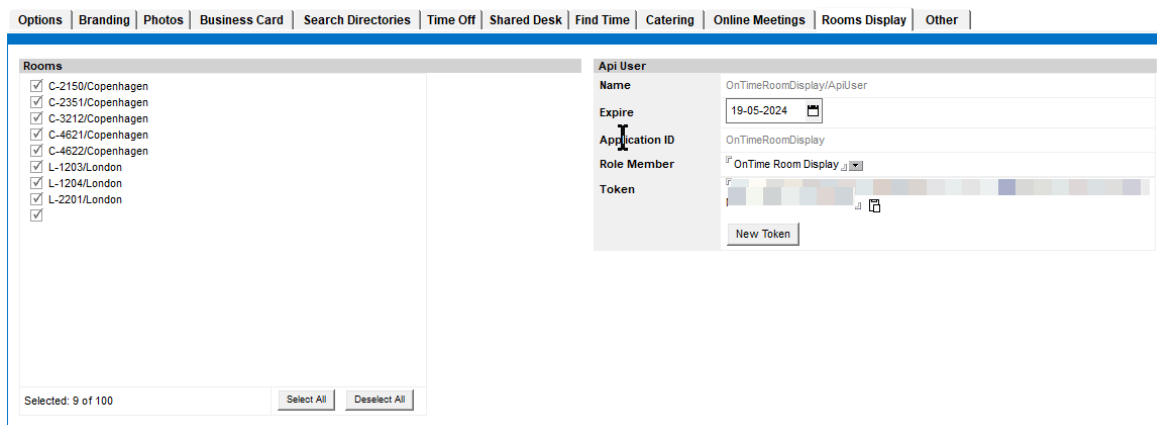 Options Branding Photos Business Card Search Directories Time Off Shared Desk Find Time Catering Online Meetings Rooms Display Other
Rooms
C-2150/Copenhagen
C-2351/Copenhagen
C-3212/Copenhagen
C-4621/Copenhagen
C-4622/Copenhagen
L-1203/London
L-1204/London
L-2201/London
Selected: 9 of 100 Select All Deselect All
Api User
Name OnTimeRoomDisplay/ApiUser
Expire 19-05-2024
Application ID OnTimeRoomDisplay
Role Member OnTime Room Display
Token
New Token